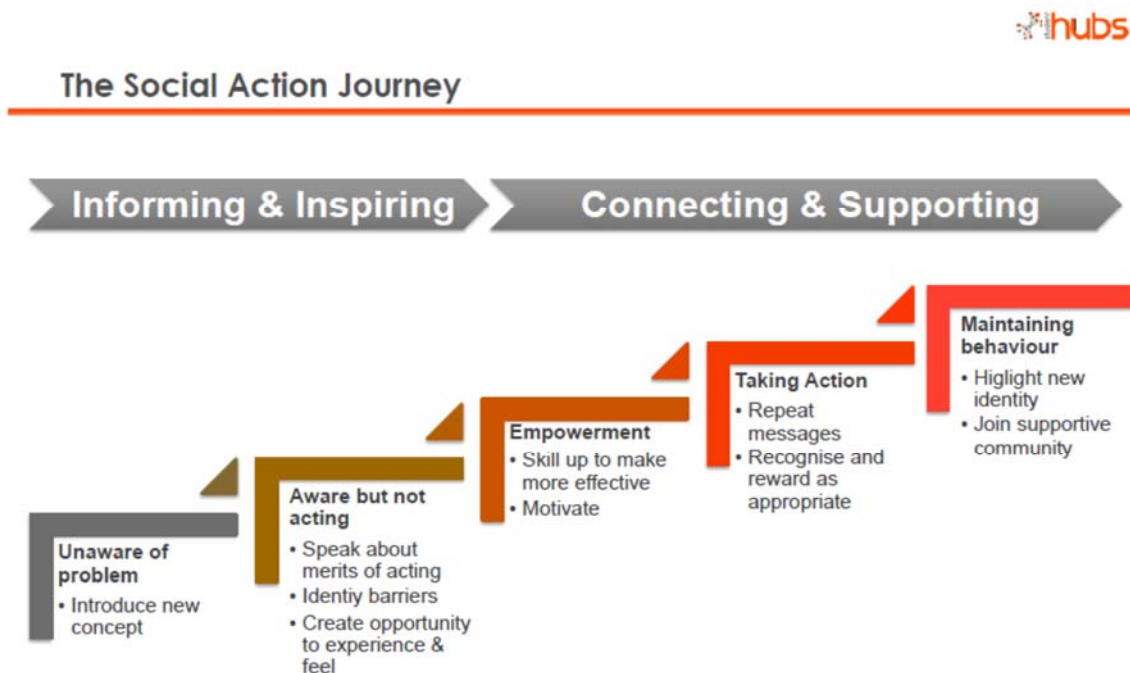 hubs
The Social Action Journey
Informing & Inspiring
Connecting & Supporting
Unaware of
problem
• Introduce new
concept
Aware but not
acting
• Speak about
merits of acting
• Identiy barriers
• Create opportunity
to experience &
feel
Empowerment
• Skill up to make
more effective
• Motivate
Taking Action
• Repeat
messages
• Recognise and
reward as
appropriate
Maintaining
behaviour
• Higlight new
identity
• Join supportive
community